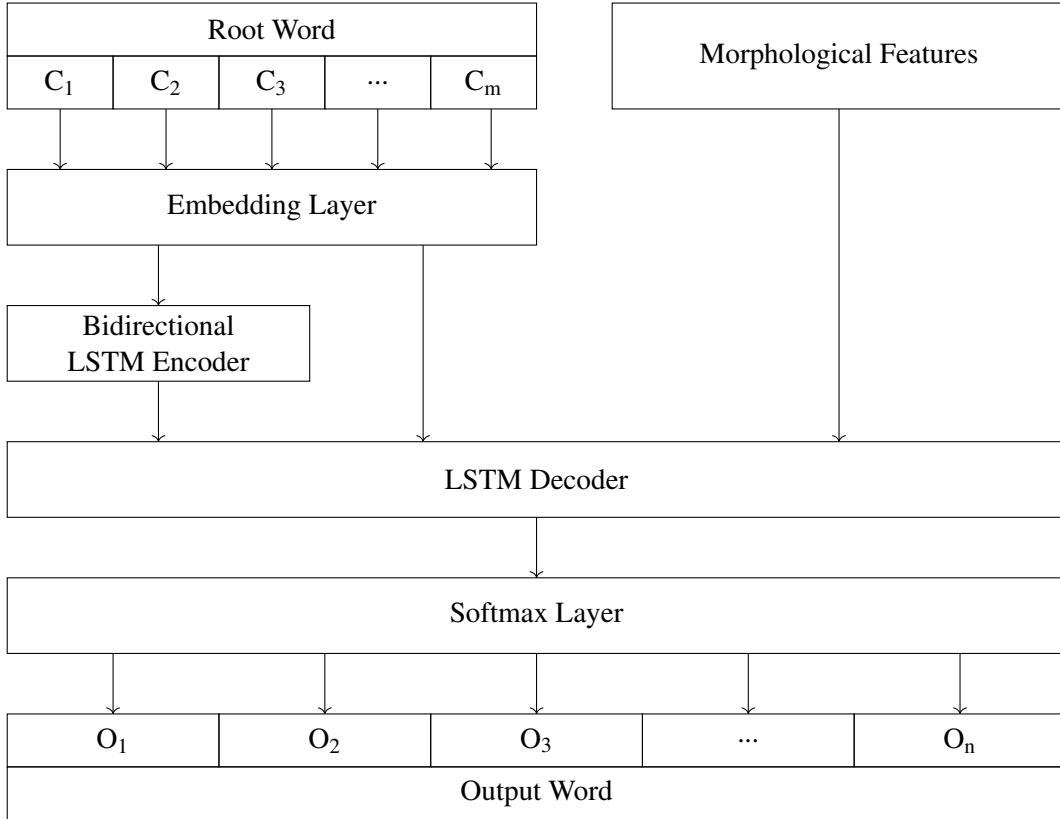 Root Word
C₁ C₂ C₃ ... Cₘ
Morphological Features
Embedding Layer
Bidirectional
LSTM Encoder
LSTM Decoder
Softmax Layer
O₁ O₂ O₃ ... Oₙ
Output Word